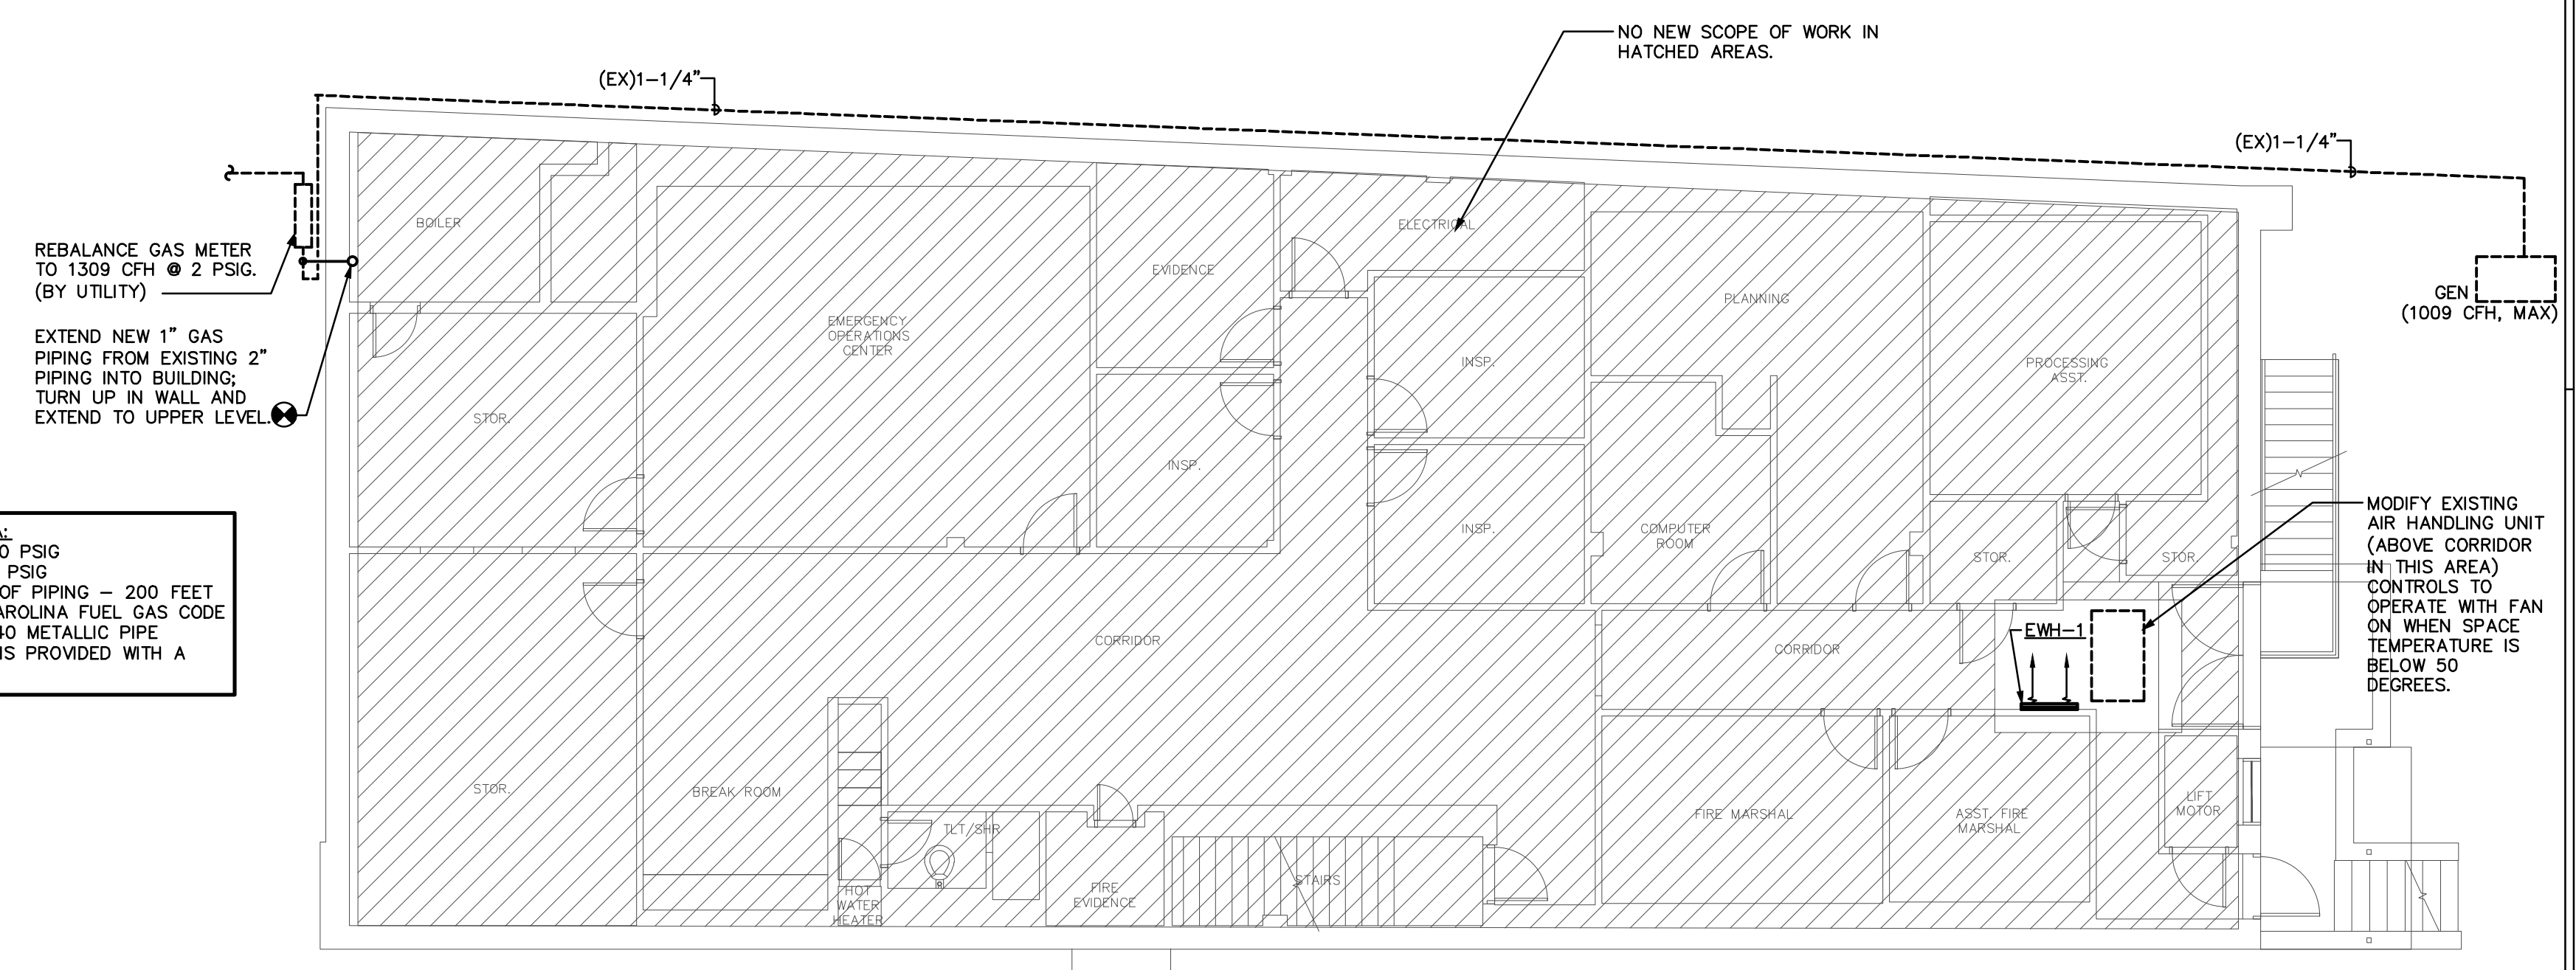 NO NEW SCOPE OF WORK IN
HATCHED AREAS.
(EX)1-1/4"
(EX)1-1/4"
REBALANCE GAS METER
TO 1309 CFH @ 2 PSIG.
(BY UTILITY)
EXTEND NEW 1" GAS
PIPING FROM EXISTING 2"
PIPING INTO BUILDING;
TURN UP IN WALL AND
EXTEND TO UPPER LEVEL.
PSIG
PSIG
OF PIPING – 200 FEET
FUEL GAS CODE
METALLIC PIPE
IS PROVIDED WITH A
BOILER
STOR.
STOR.
EMERGENCY
OPERATIONS
CENTER
EVIDENCE
INSP.
ELECTRICAL
INSP.
INSP.
PLANNING
COMPUTER
ROOM
PROCESSING
ASST.
STOR.
STOR.
GEN
(1009 CFH, MAX)
MODIFY EXISTING
AIR HANDLING UNIT
(ABOVE CORRIDOR
IN THIS AREA)
CONTROLS TO
OPERATE WITH FAN
ON WHEN SPACE
TEMPERATURE IS
BELOW 50
DEGREES.
EWH-1
CORRIDOR
CORRIDOR
BREAK ROOM
TLT/SHR
HOT
WATER
HEATER
FIRE
EVIDENCE
STAIRS
FIRE MARSHAL
ASST. FIRE
MARSHAL
LIFT
MOTOR